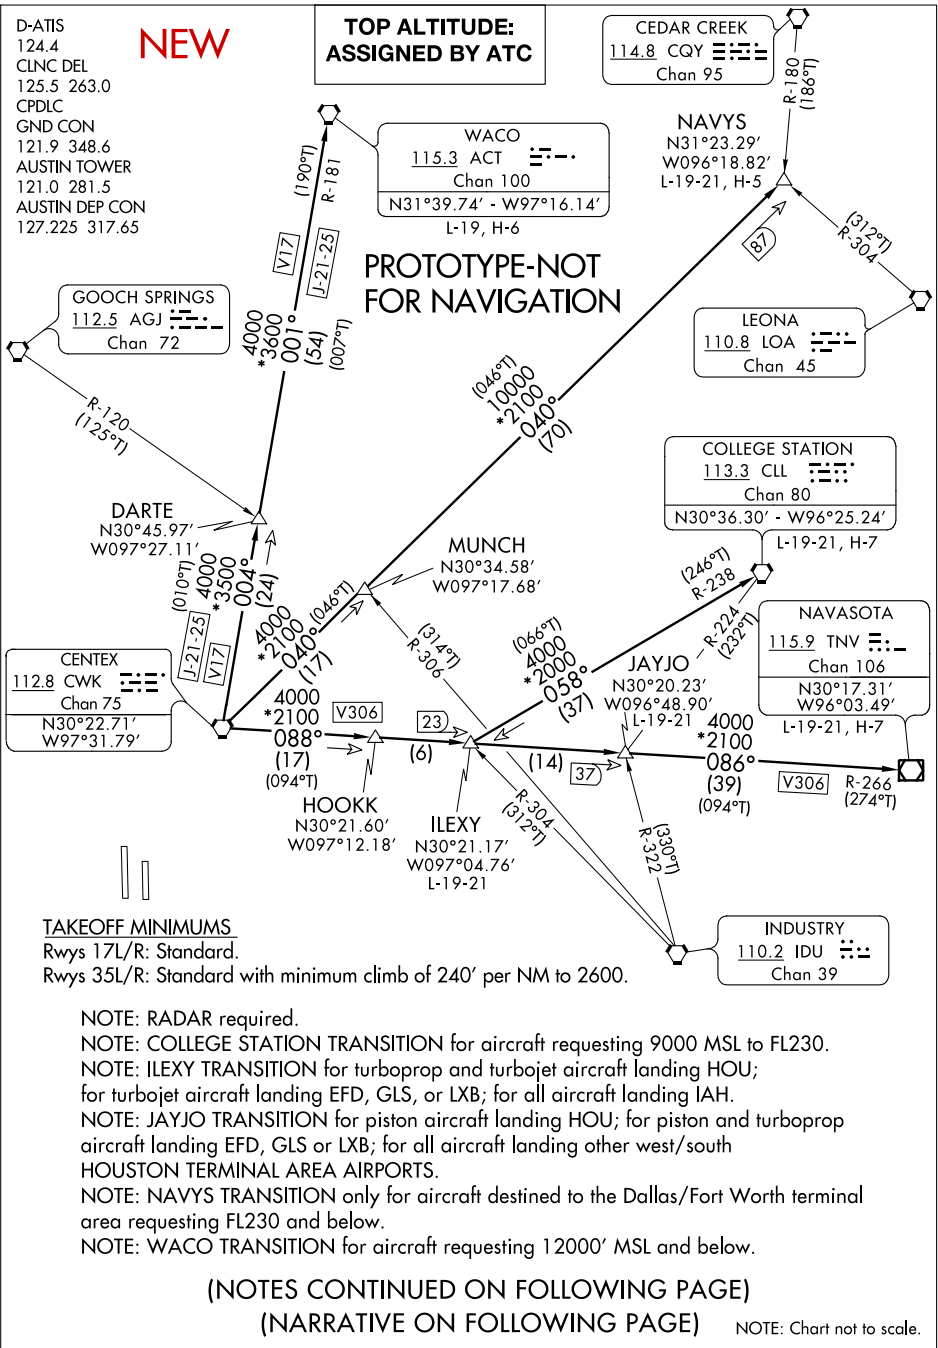 D-ATIS
124.4
CLNC DEL
125.5 263.0
CPDLC
GND CON
121.9 348.6
AUSTIN TOWER
121.0 281.5
AUSTIN DEP CON
127.225 317.65
NEW
TOP ALTITUDE:
ASSIGNED BY ATC
CEDAR CREEK
114.8 CQY
Chan 95
R-180
(186°T)
NAVYS
N31°23.29'
W096°18.82'
L-19-21, H-5
WACO
115.3 ACT
Chan 100
N31°39.74' - W97°16.14'
L-19, H-6
(190°T)
R-181
V17
J-21-25
4000
*3600
001°
(54)
(007°T)
PROTOTYPE-NOT
FOR NAVIGATION
87
(312°T)
R-304
LEONA
110.8 LOA
Chan 45
GOOCH SPRINGS
112.5 AGJ
Chan 72
R-120
(125°T)
(046°T)
10000
*2100
040°
(70)
COLLEGE STATION
113.3 CLL
Chan 80
N30°36.30' - W96°25.24'
L-19-21, H-7
DARTE
N30°45.97'
W097°27.11'
MUNCH
N30°34.58'
W097°17.68'
(010°T)
4000
*3500
004°
(24)
J-21-25
V17
(046°T)
4000
*2100
040°
(17)
(314°T)
R-306
(246°T)
R-238
R-224
(232°T)
(066°T)
4000
*2000
058°
(37)
NAVASOTA
115.9 TNV
Chan 106
N30°17.31'
W96°03.49'
L-19-21, H-7
JAYJO
N30°20.23'
W096°48.90'
L-19-21
CENTEX
112.8 CWK
Chan 75
N30°22.71'
W97°31.79'
4000
*2100
088°
(17)
(094°T)
V306
23
(6)
(14)
37
4000
*2100
086°
(39)
(094°T)
V306
R-266
(274°T)
HOOKK
N30°21.60'
W097°12.18'
ILEXY
N30°21.17'
W097°04.76'
L-19-21
R-304
(312°T)
(330°T)
R-322
INDUSTRY
110.2 IDU
Chan 39
TAKEOFF MINIMUMS
Rwys 17L/R: Standard.
Rwys 35L/R: Standard with minimum climb of 240' per NM to 2600.
NOTE: RADAR required.
NOTE: COLLEGE STATION TRANSITION for aircraft requesting 9000 MSL to FL230.
NOTE: ILEXY TRANSITION for turboprop and turbojet aircraft landing HOU;
for turbojet aircraft landing EFD, GLS, or LXB; for all aircraft landing IAH.
NOTE: JAYJO TRANSITION for piston aircraft landing HOU; for piston and turboprop
aircraft landing EFD, GLS or LXB; for all aircraft landing other west/south
HOUSTON TERMINAL AREA AIRPORTS.
NOTE: NAVYS TRANSITION only for aircraft destined to the Dallas/Fort Worth terminal
area requesting FL230 and below.
NOTE: WACO TRANSITION for aircraft requesting 12000' MSL and below.
(NOTES CONTINUED ON FOLLOWING PAGE)
(NARRATIVE ON FOLLOWING PAGE)
NOTE: Chart not to scale.